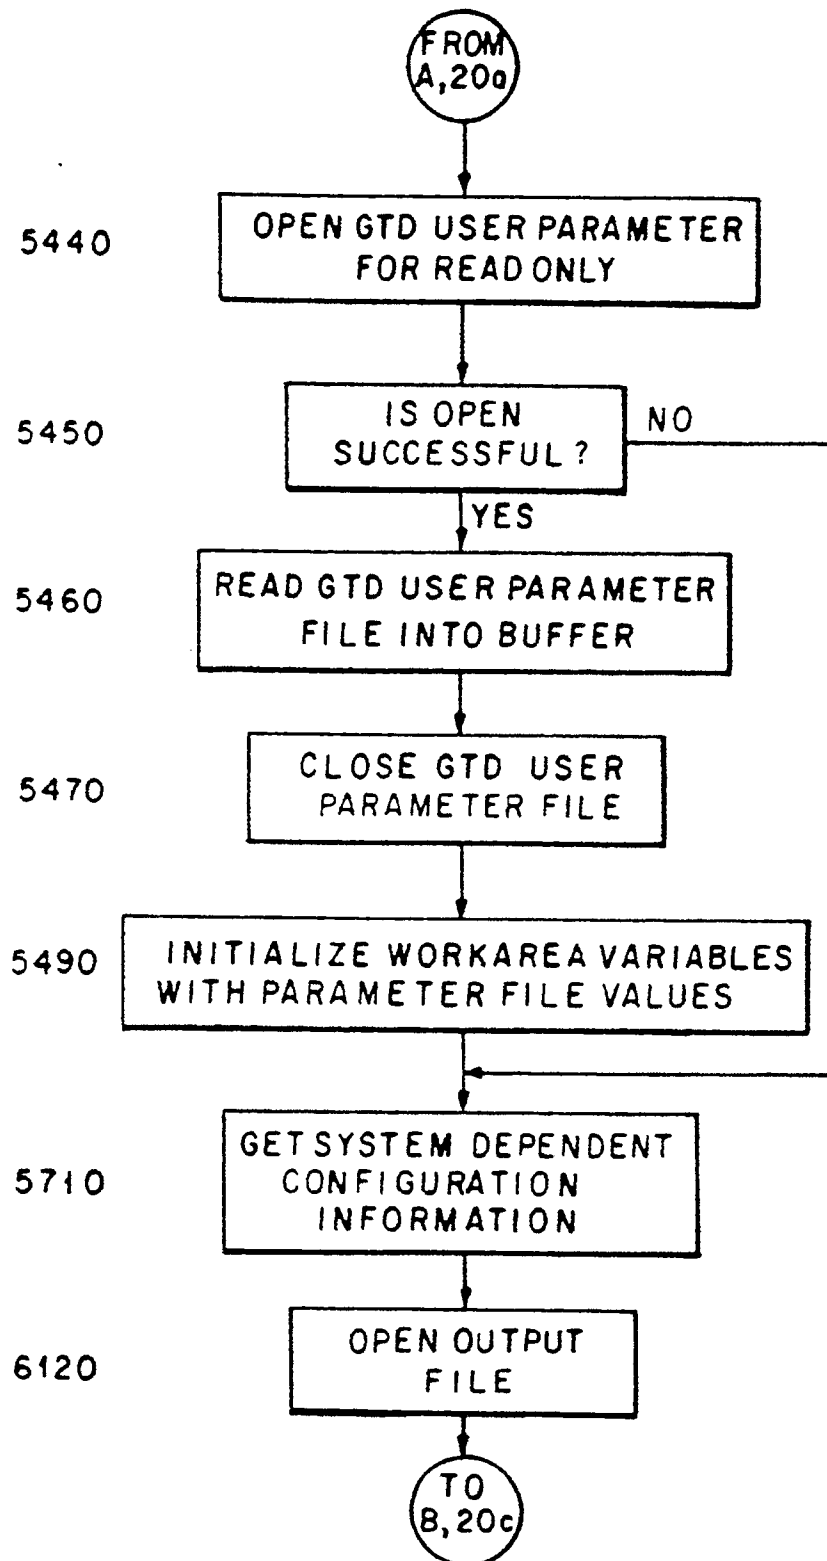 FROM
A,20a
5440
OPEN GTD USER PARAMETER
FOR READ ONLY
5450
IS OPEN
SUCCESSFUL?
NO
YES
5460
READ GTD USER PARAMETER
FILE INTO BUFFER
5470
CLOSE GTD USER
PARAMETER FILE
5490
INITIALIZE WORKAREA VARIABLES
WITH PARAMETER FILE VALUES
5710
GET SYSTEM DEPENDENT
CONFIGURATION
INFORMATION
6120
OPEN OUTPUT
FILE
TO
B,20c